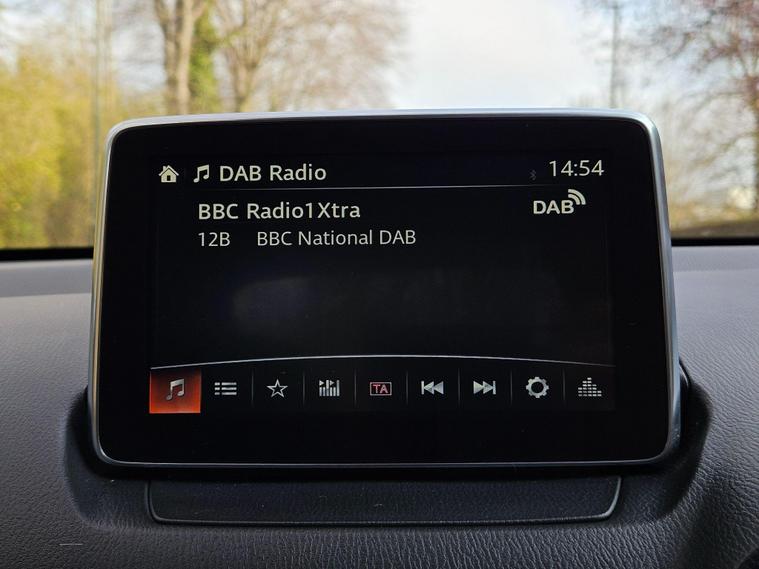 DAB Radio 14:54
BBC Radio1Xtra DAB
12B BBC National DAB
TA